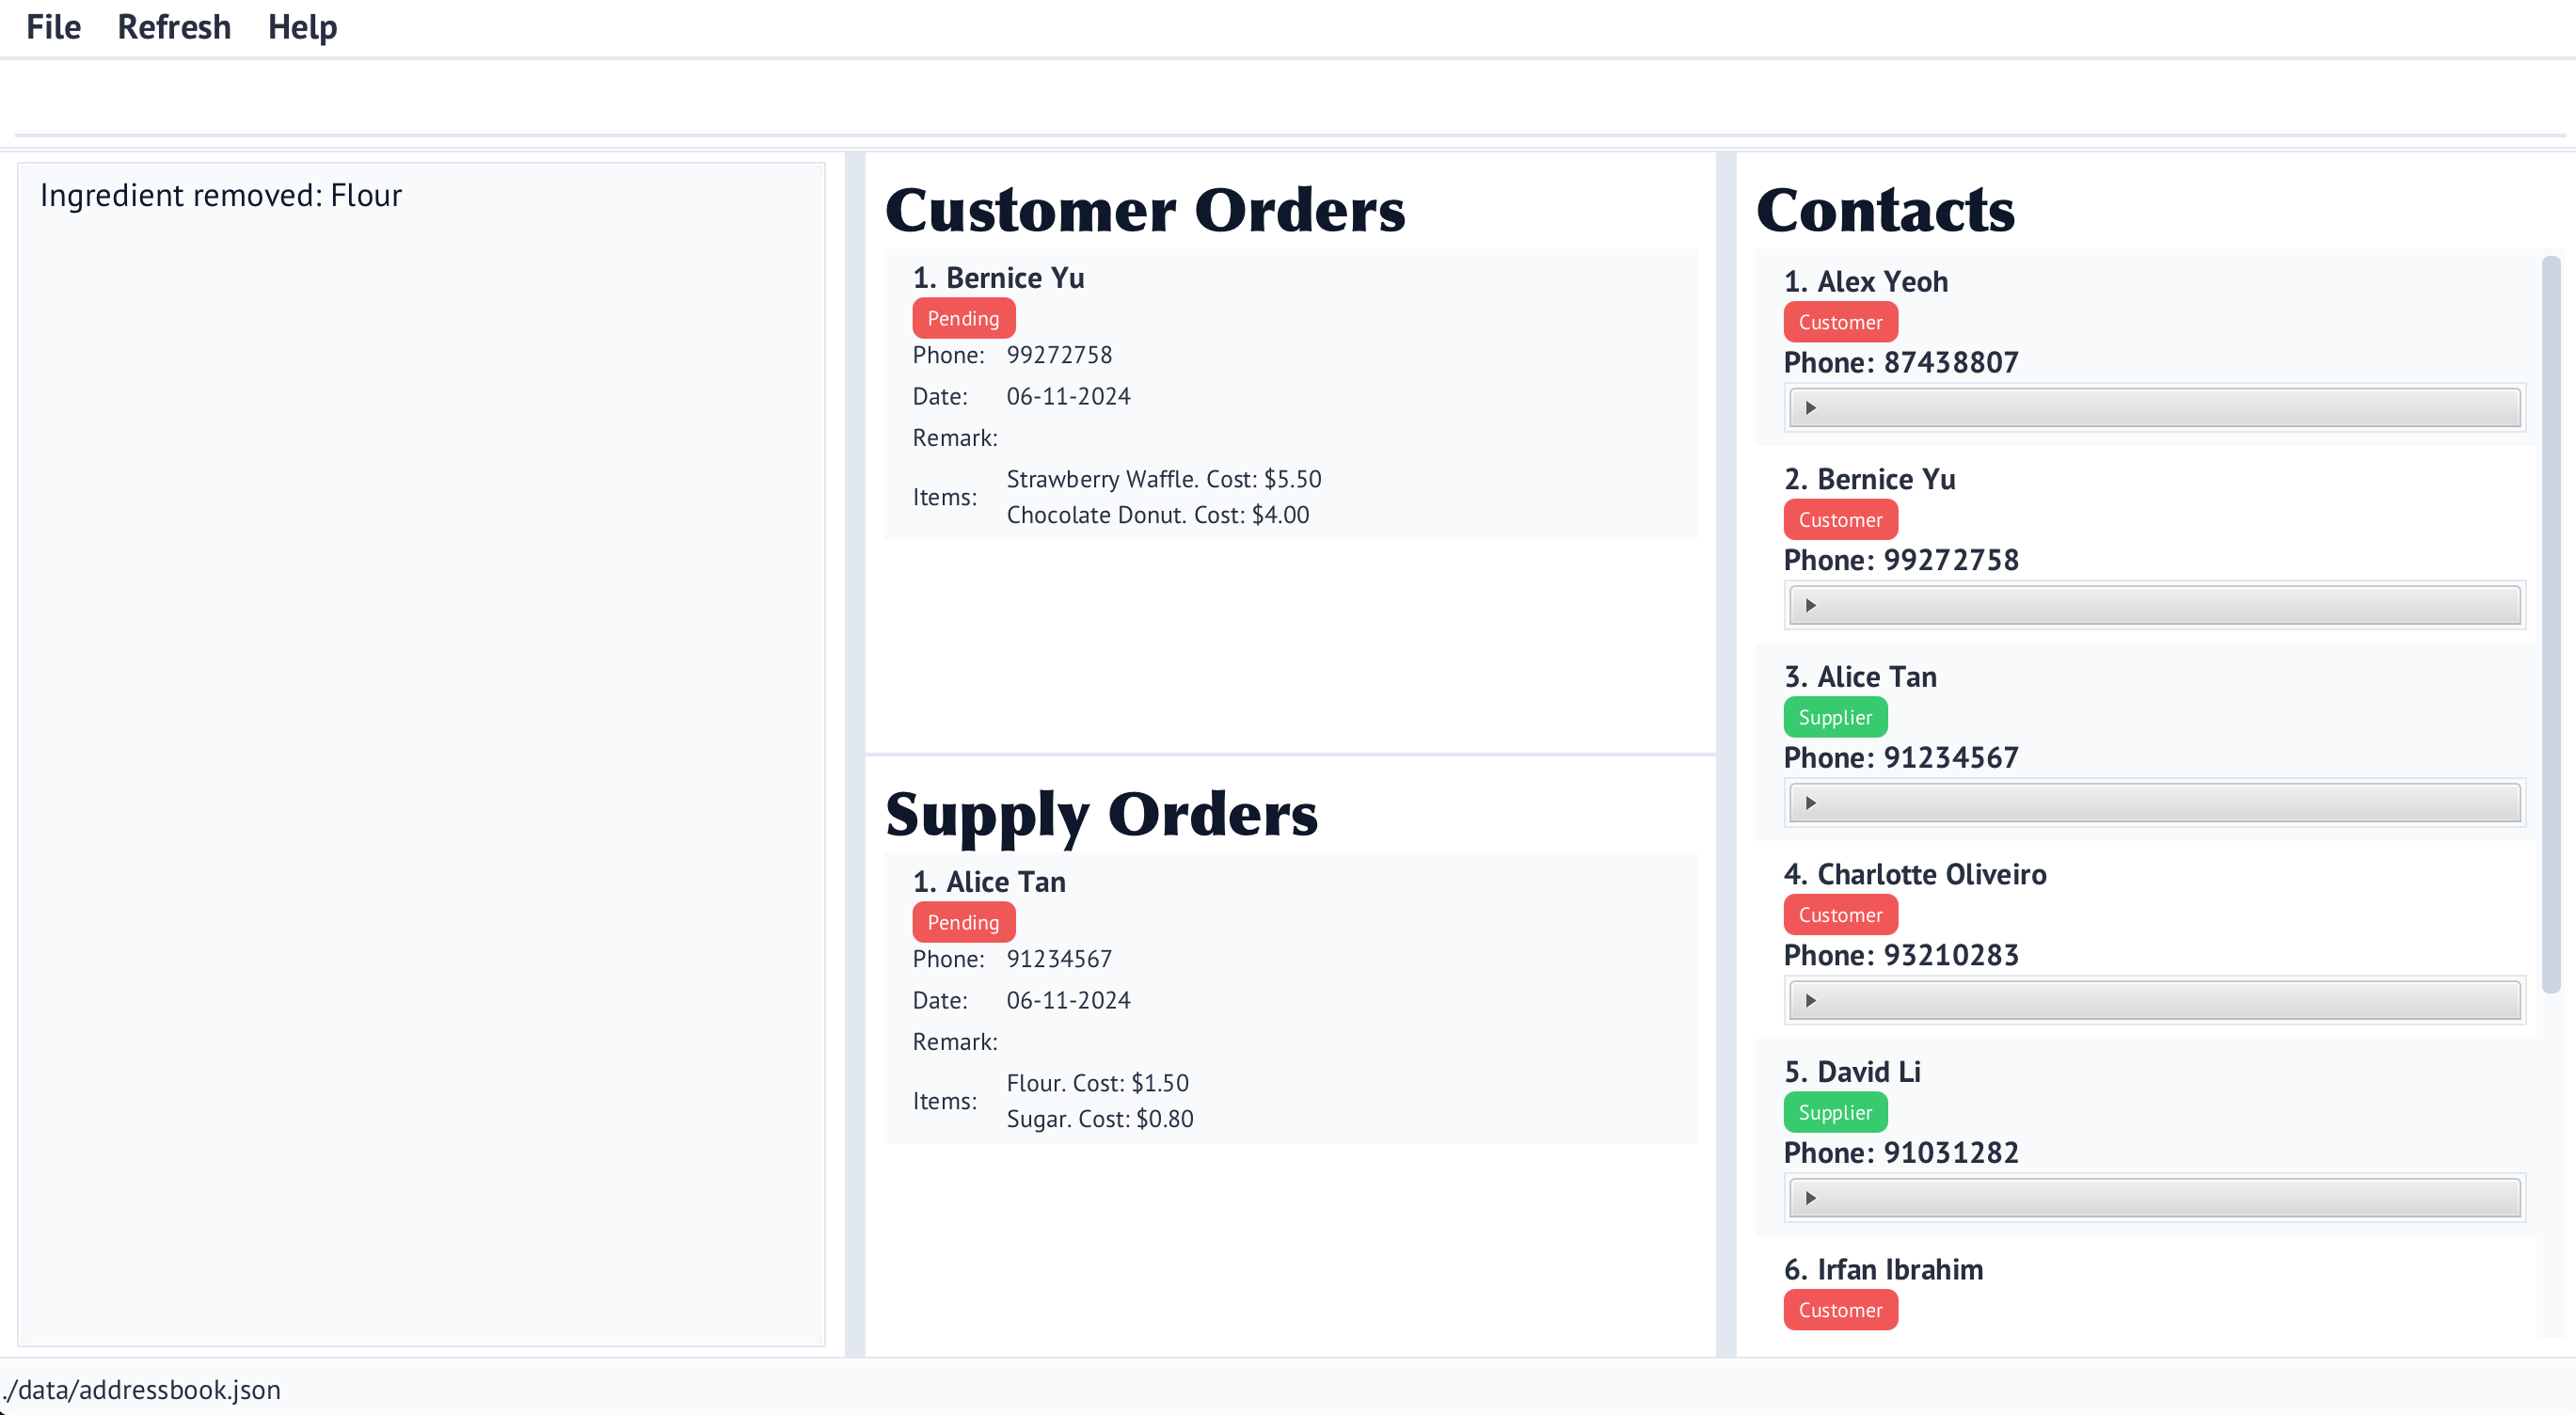 File Refresh Help
Ingredient removed: Flour
Customer Orders
1. Bernice Yu
Pending
Phone: 99272758
Date: 06-11-2024
Remark:
Items:
Strawberry Waffle. Cost: $5.50
Chocolate Donut. Cost: $4.00
Supply Orders
1. Alice Tan
Pending
Phone: 91234567
Date: 06-11-2024
Remark:
Items:
Flour. Cost: $1.50
Sugar. Cost: $0.80
Contacts
1. Alex Yeoh
Customer
Phone: 87438807
2. Bernice Yu
Customer
Phone: 99272758
3. Alice Tan
Supplier
Phone: 91234567
4. Charlotte Oliveiro
Customer
Phone: 93210283
5. David Li
Supplier
Phone: 91031282
6. Irfan Ibrahim
Customer
./data/addressbook.json